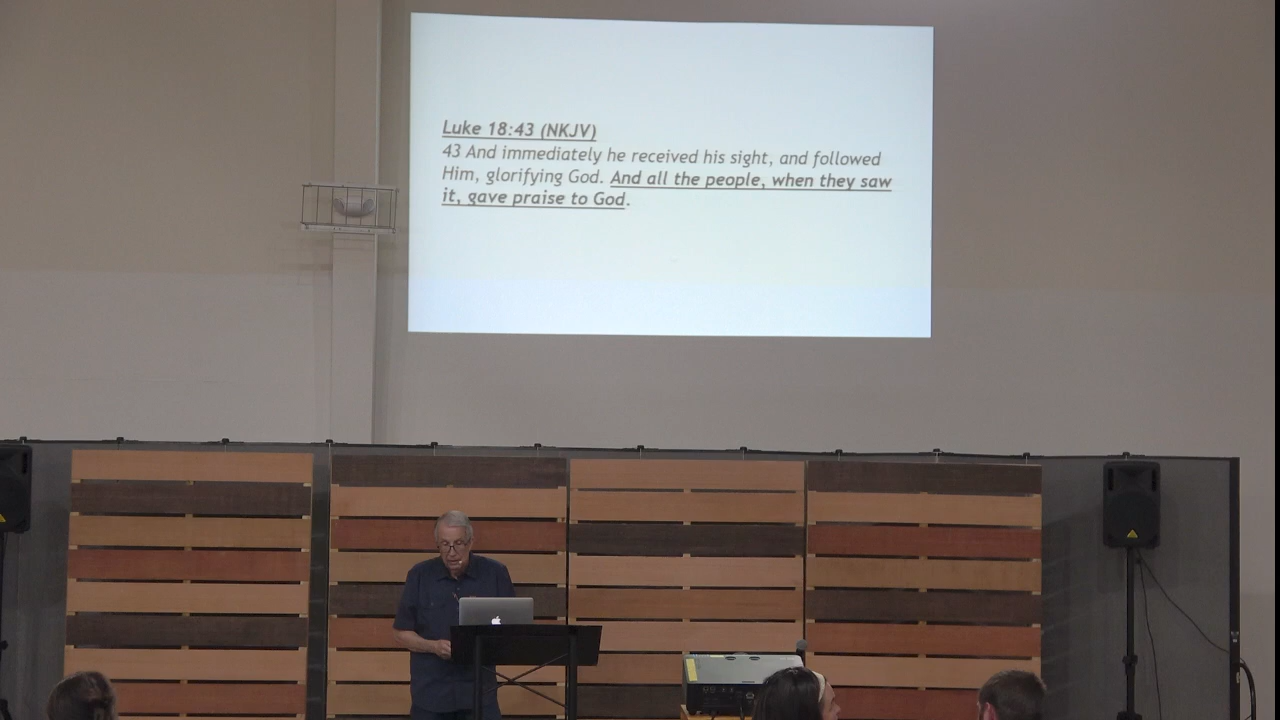 Luke 18:43 (NKJV)
43 And immediately he received his sight, and followed
Him, glorifying God. And all the people, when they saw
it, gave praise to God.